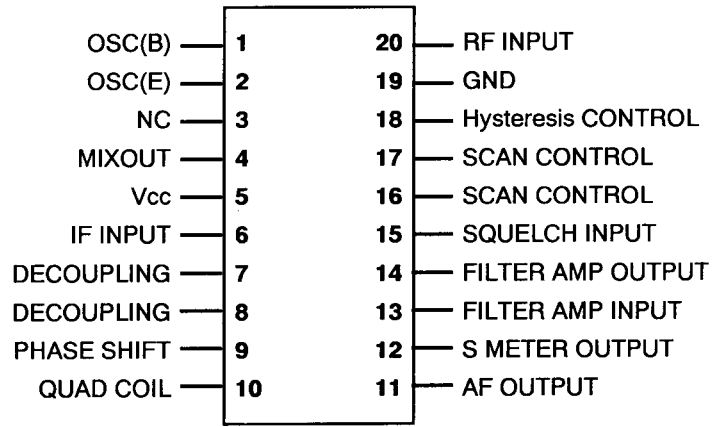 OSC(B) 1 20 RF INPUT
OSC(E) 2 19 GND
NC 3 18 Hysteresis CONTROL
MIXOUT 4 17 SCAN CONTROL
Vcc 5 16 SCAN CONTROL
IF INPUT 6 15 SQUELCH INPUT
DECOUPLING 7 14 FILTER AMP OUTPUT
DECOUPLING 8 13 FILTER AMP INPUT
PHASE SHIFT 9 12 S METER OUTPUT
QUAD COIL 10 11 AF OUTPUT